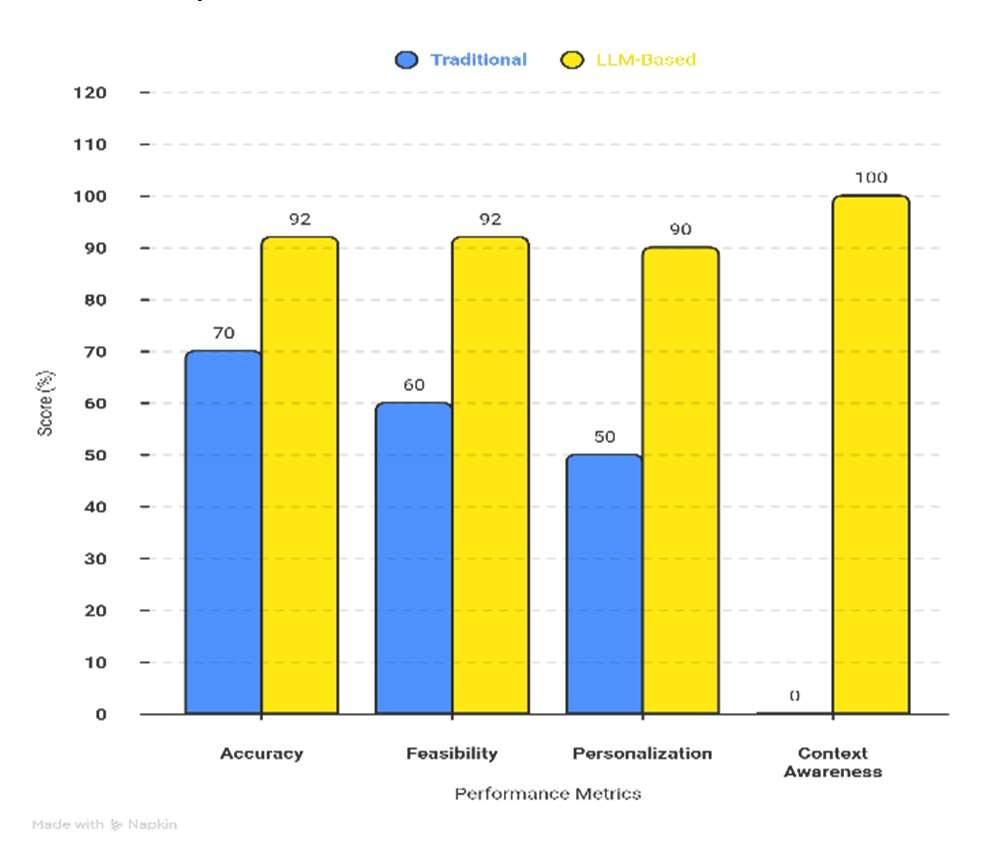 Traditional LLM-Based
120
110
100
90
80
70
60
50
40
30
20
10
0
Score (%)
70
92
60
92
50
90
0
100
Accuracy
Feasibility
Personalization
Context
Awareness
Performance Metrics
Made with Napkin